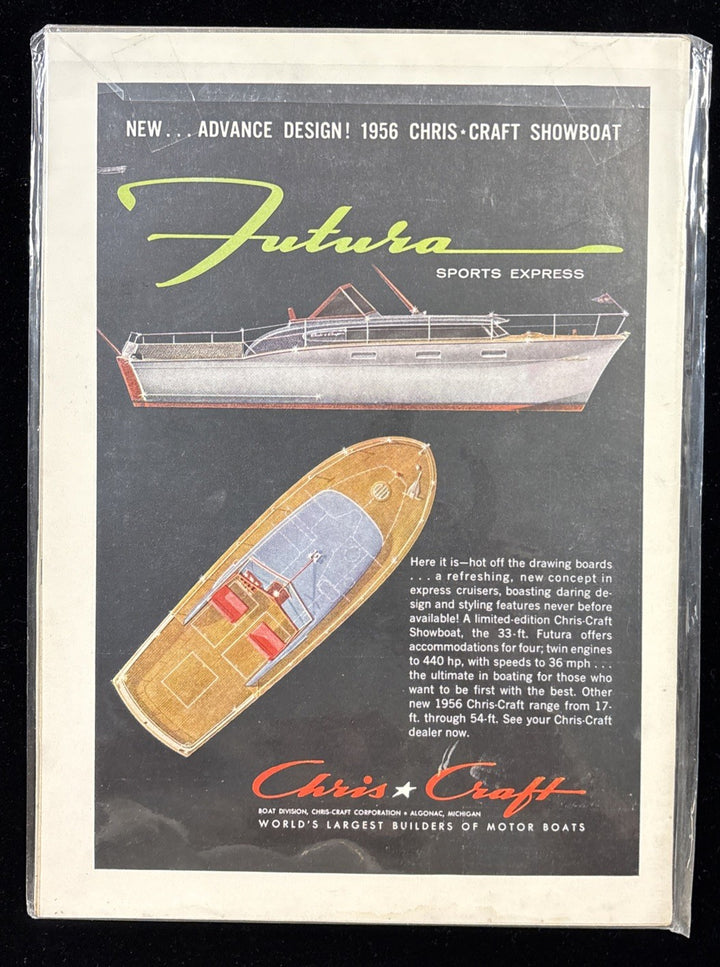 NEW... ADVANCE DESIGN! 1956 CHRIS★CRAFT SHOWBOAT
Futura
SPORTS EXPRESS
Here it is—hot off the drawing boards
. . . a refreshing, new concept in
express cruisers, boasting daring de-
sign and styling features never before
available! A limited-edition Chris-Craft
Showboat, the 33-ft. Futura offers
accommodations for four; twin engines
to 440 hp, with speeds to 36 mph . . .
the ultimate in boating for those who
want to be first with the best. Other
new 1956 Chris-Craft range from 17-
ft. through 54-ft. See your Chris-Craft
dealer now.
Chris★Craft
BOAT DIVISION, CHRIS-CRAFT CORPORATION • ALGONAC, MICHIGAN
WORLD'S LARGEST BUILDERS OF MOTOR BOATS